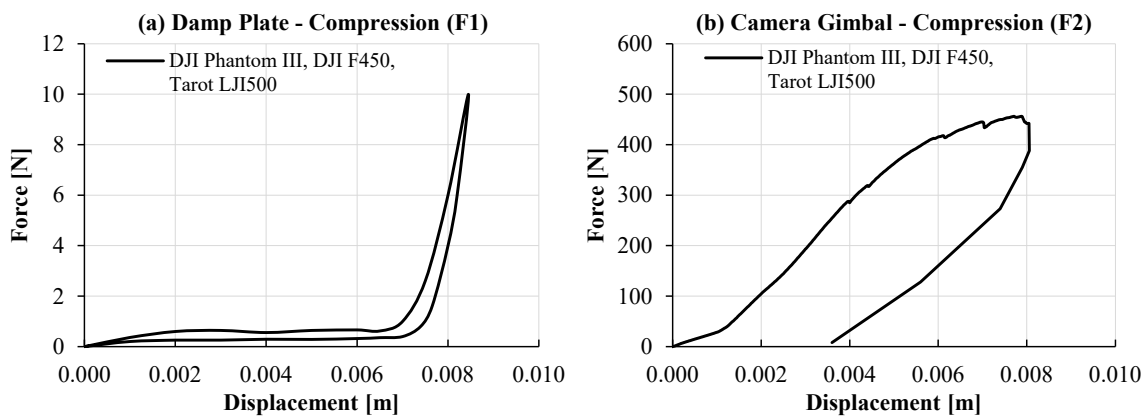 (a) Damp Plate - Compression (F1)
12
10
8
6
4
2
0
Force [N]
DJI Phantom III, DJI F450,
Tarot LJI500
0.000 0.002 0.004 0.006 0.008 0.010
Displacement [m]
(b) Camera Gimbal - Compression (F2)
600
500
400
300
200
100
0
Force [N]
DJI Phantom III, DJI F450,
Tarot LJI500
0.000 0.002 0.004 0.006 0.008 0.010
Displacement [m]